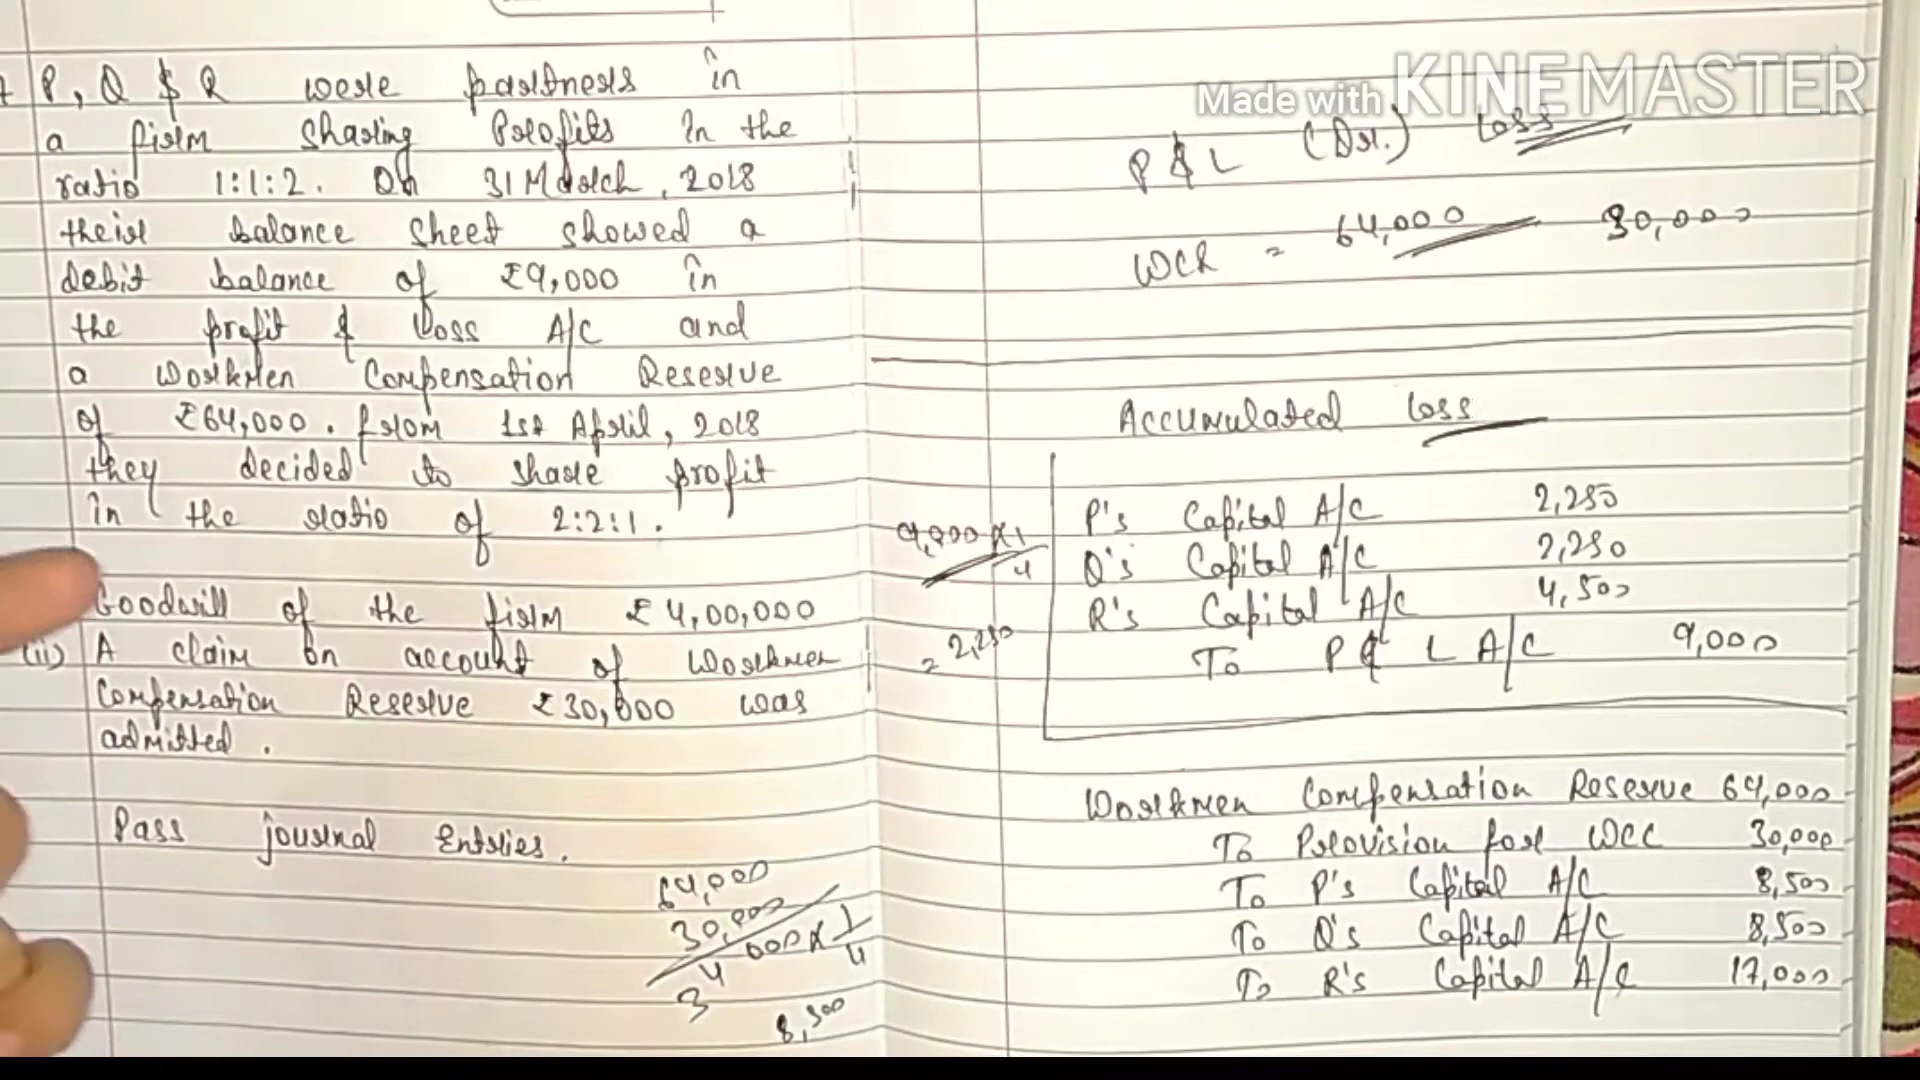 P, Q & R were partners in
a firm sharing Profits in the
ratio 1:1:2. On 31 March, 2018
their balance sheet showed a
debit balance of ₹9,000 in
the profit & Loss A/C and
a Workmen Compensation Reserve
of ₹64,000. from 1st April, 2018
they decided to share profit
in the ratio of 2:2:1.
Goodwill of the firm ₹4,00,000
(ii) A claim on account of Workmen
Compensation Reserve ₹30,000 was
admitted.
Pass journal Entries.
64,000
30,000
34000 X 1/4
8,500
Made with KINEMASTER
P & L (Dr.) Loss
WCR = 64,000 30,000
Accumulated Loss
9,000 X 1/4
= 2,250
P's Capital A/C 2,250
Q's Capital A/C 2,250
R's Capital A/C 4,500
To P & L A/C 9,000
Workmen Compensation Reserve 64,000
To Provision for WCC 30,000
To P's Capital A/C 8,500
To Q's Capital A/C 8,500
To R's Capital A/C 17,000